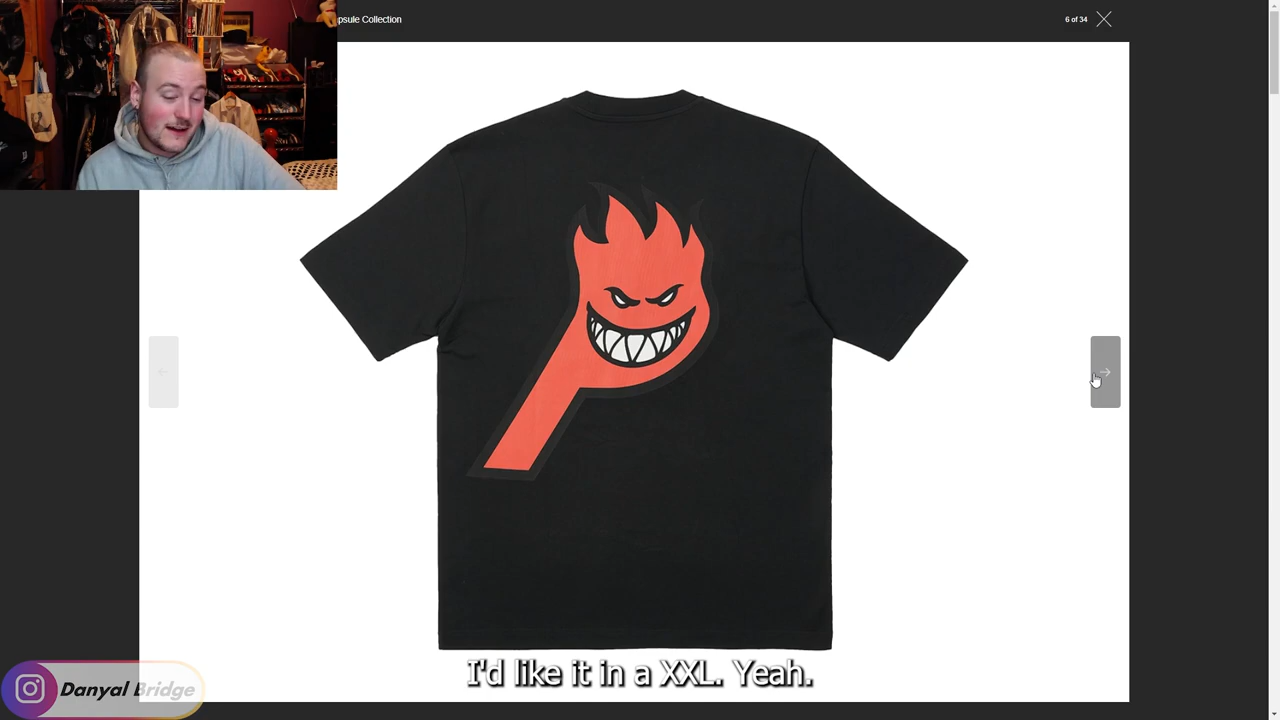 psule Collection
6 of 34
I'd like it in a XXL. Yeah.
Danyal Bridge